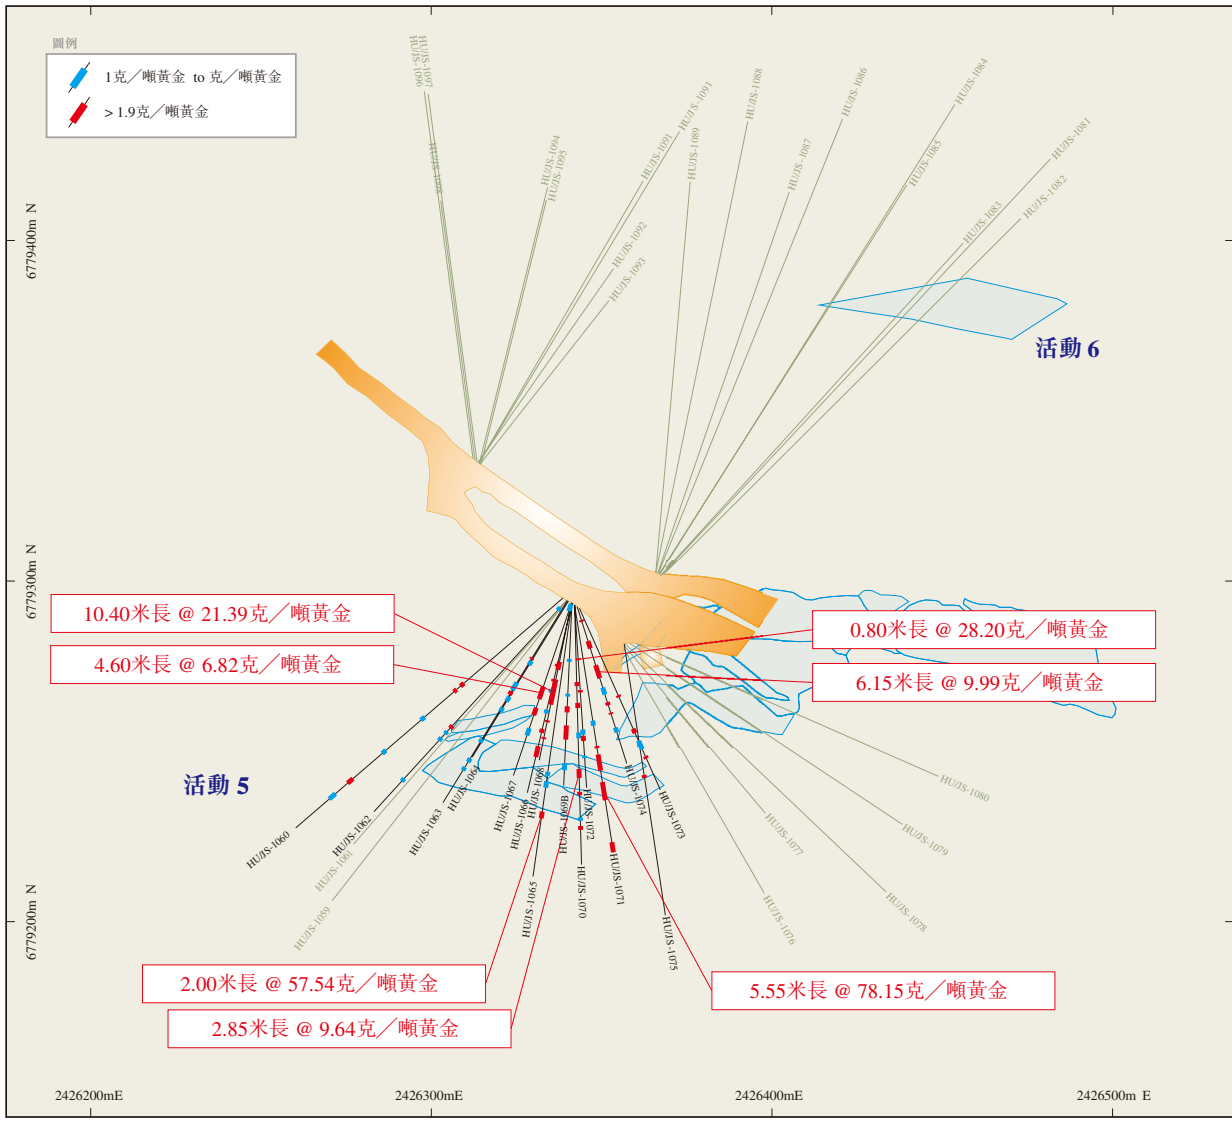 圖例
1克／噸黃金 to 克／噸黃金
> 1.9克／噸黃金
HU/JS-1097
HU/JS-1096
HU/JS-1098
HU/JS-1094
HU/JS-1095
HU/JS-1091
HU/JS-1091
HU/JS-1092
HU/JS-1093
HU/JS-1089
HU/JS-1088
HU/JS-1087
HU/JS-1086
HU/JS-1085
HU/JS-1084
HU/JS-1083
HU/JS-1081
HU/JS-1082
6779400m N
活動 6
6779300m N
10.40米長 @ 21.39克／噸黃金
0.80米長 @ 28.20克／噸黃金
4.60米長 @ 6.82克／噸黃金
6.15米長 @ 9.99克／噸黃金
活動 5
HU/JS-1060
HU/JS-1062
HU/JS-1061
HU/JS-1059
HU/JS-1063
HU/JS-1064
HU/JS-1067
HU/JS-1066
HU/JS-1068
HU/JS-1069B
HU/JS-1072
HU/JS-1065
HU/JS-1070
HU/JS-1071
HU/JS-1074
HU/JS-1073
HU/JS-1075
HU/JS-1080
HU/JS-1079
HU/JS-1077
HU/JS-1078
HU/JS-1076
6779200m N
2.00米長 @ 57.54克／噸黃金
5.55米長 @ 78.15克／噸黃金
2.85米長 @ 9.64克／噸黃金
2426200mE
2426300mE
2426400mE
2426500m E